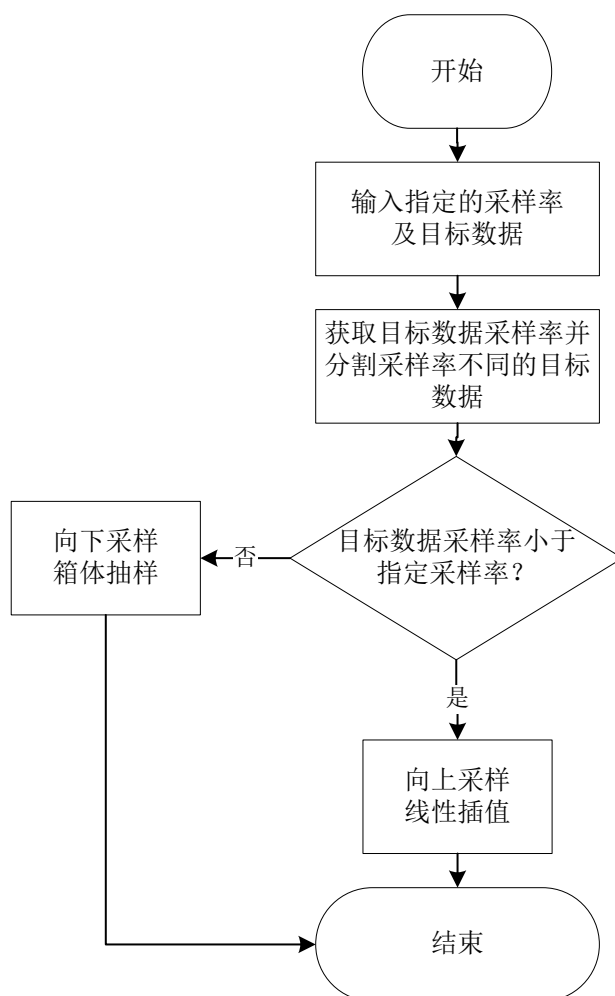 开始
输入指定的采样率
及目标数据
获取目标数据采样率并
分割采样率不同的目标
数据
目标数据采样率小于
指定采样率？
否
向下采样
箱体抽样
是
向上采样
线性插值
结束